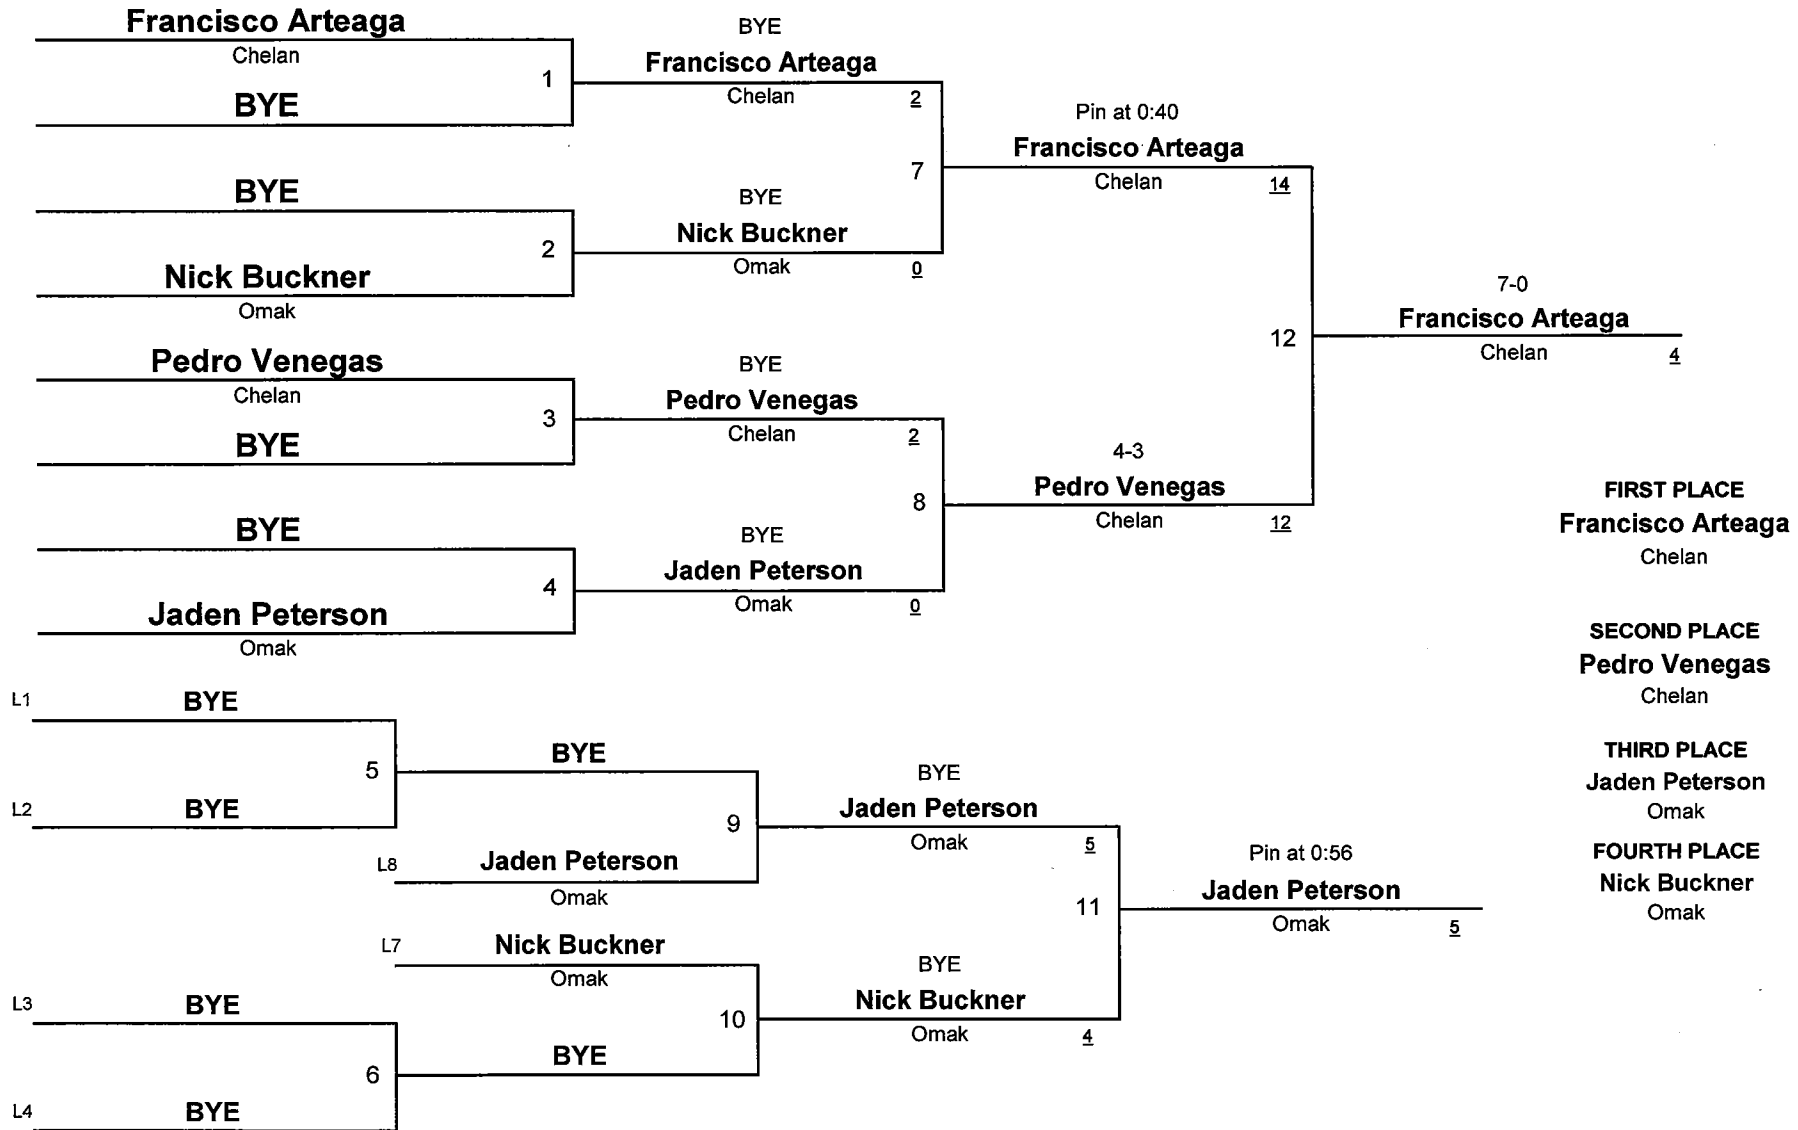 Francisco Arteaga
Chelan
1
BYE
BYE
2
Nick Buckner
Omak
Pedro Venegas
Chelan
3
BYE
BYE
4
Jaden Peterson
Omak
BYE
Francisco Arteaga
Chelan 2
7
BYE
Nick Buckner
Omak 0
BYE
Pedro Venegas
Chelan 2
8
BYE
Jaden Peterson
Omak 0
Pin at 0:40
Francisco Arteaga
Chelan 14
12
4-3
Pedro Venegas
Chelan 12
7-0
Francisco Arteaga
Chelan 4
FIRST PLACE
Francisco Arteaga
Chelan
SECOND PLACE
Pedro Venegas
Chelan
THIRD PLACE
Jaden Peterson
Omak
FOURTH PLACE
Nick Buckner
Omak
L1 BYE
5
L2 BYE
L3 BYE
6
L4 BYE
BYE
9
L8 Jaden Peterson
Omak
L7 Nick Buckner
Omak
10
BYE
BYE
Jaden Peterson
Omak 5
11
BYE
Nick Buckner
Omak 4
Pin at 0:56
Jaden Peterson
Omak 5